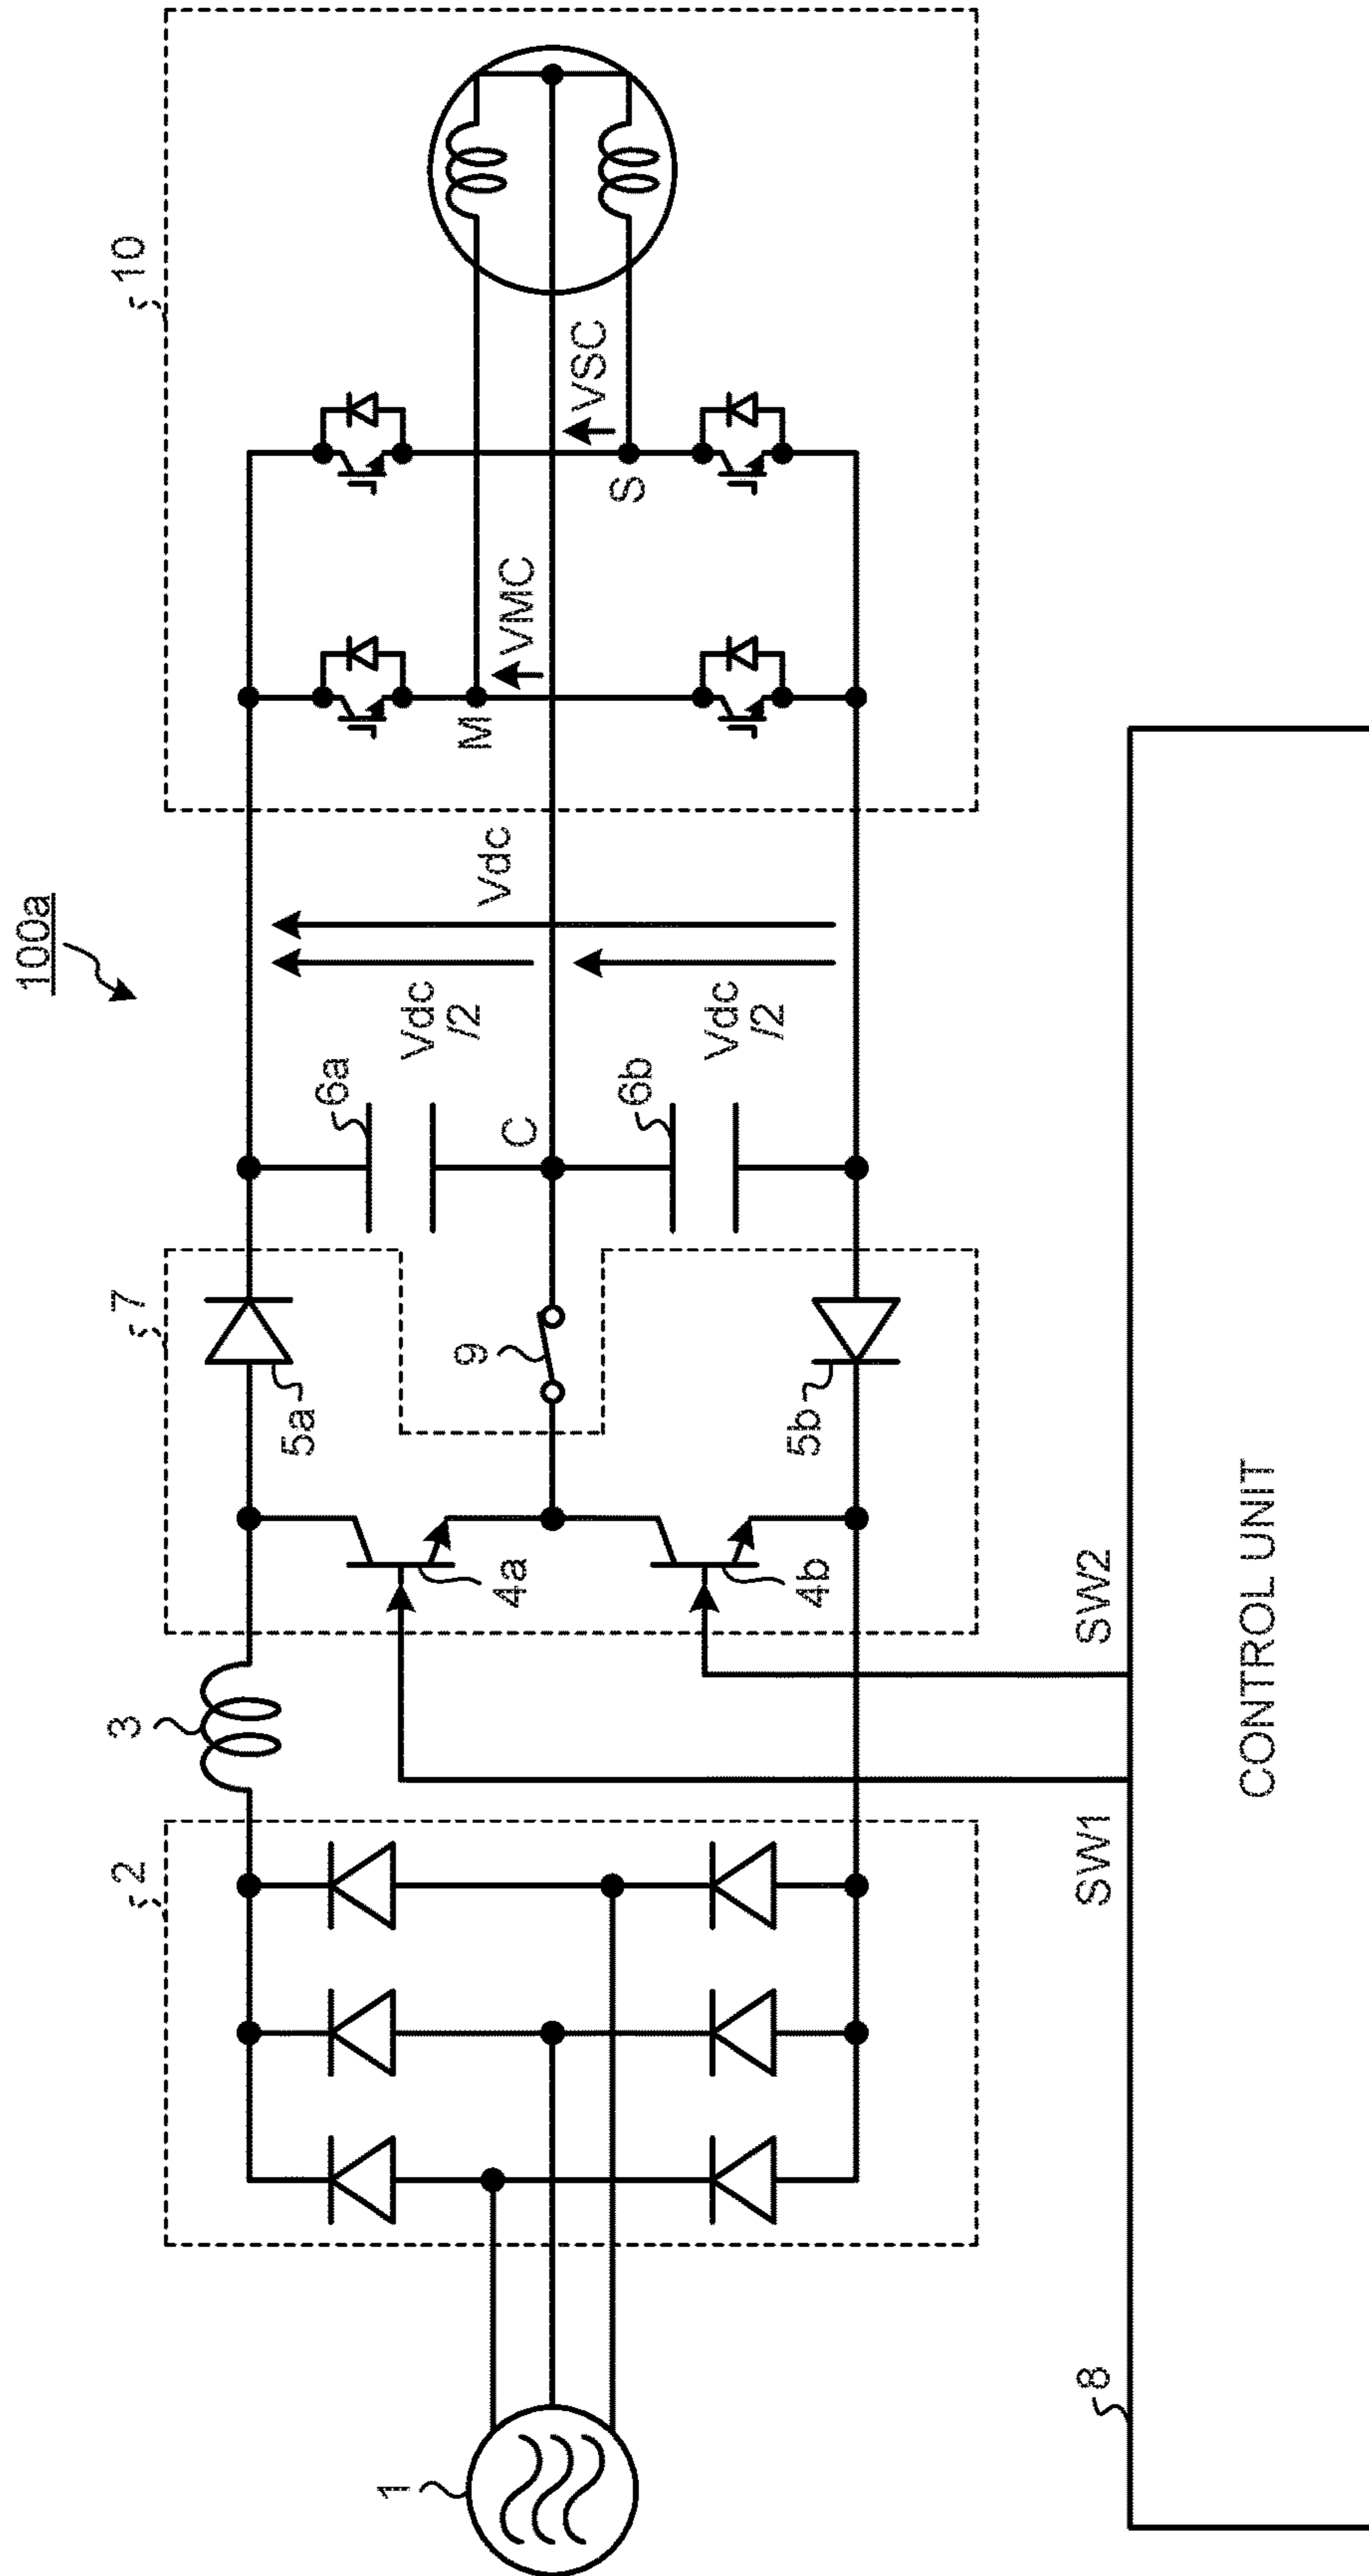 100a
1
2
3
7
10
5a
4a
4b
5b
9
6a
6b
C
Vdc
/2
Vdc
/2
Vdc
M
VMC
S
VSC
SW1
SW2
8
CONTROL UNIT